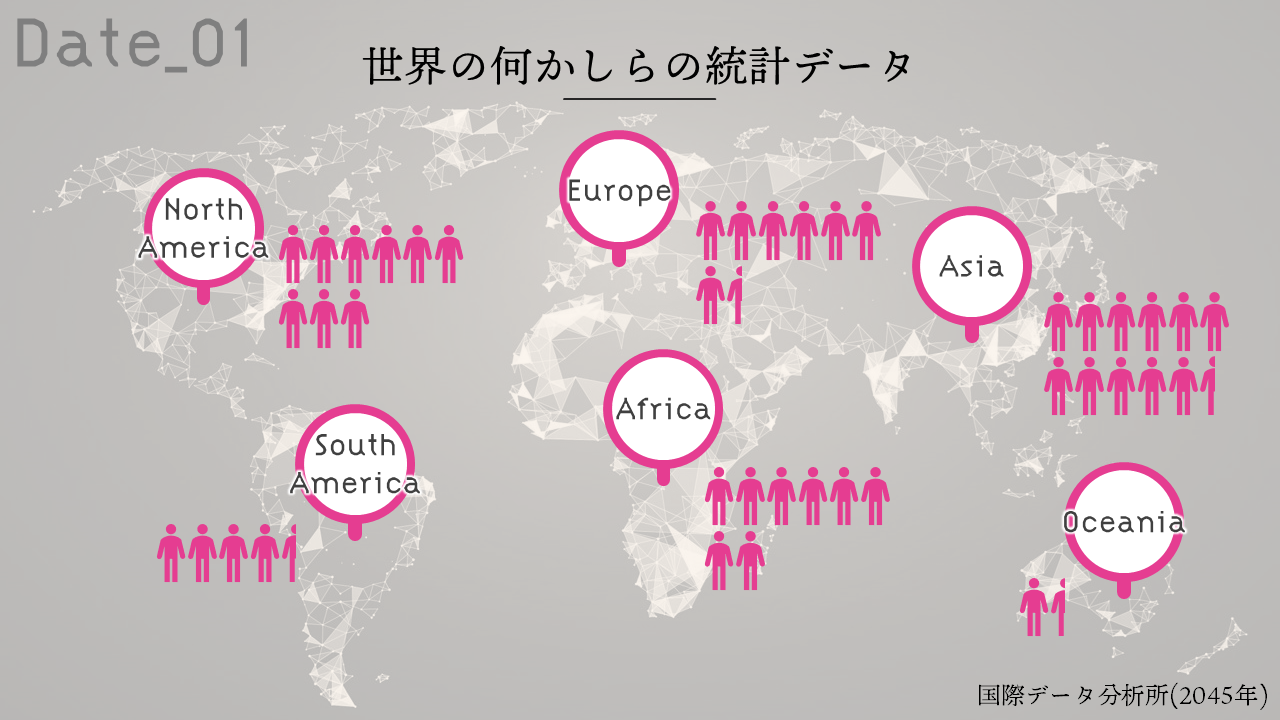 Date_01
世界の何かしらの統計データ
North
America
Europe
Asia
Africa
South
America
Oceania
国際データ分析所(2045年)